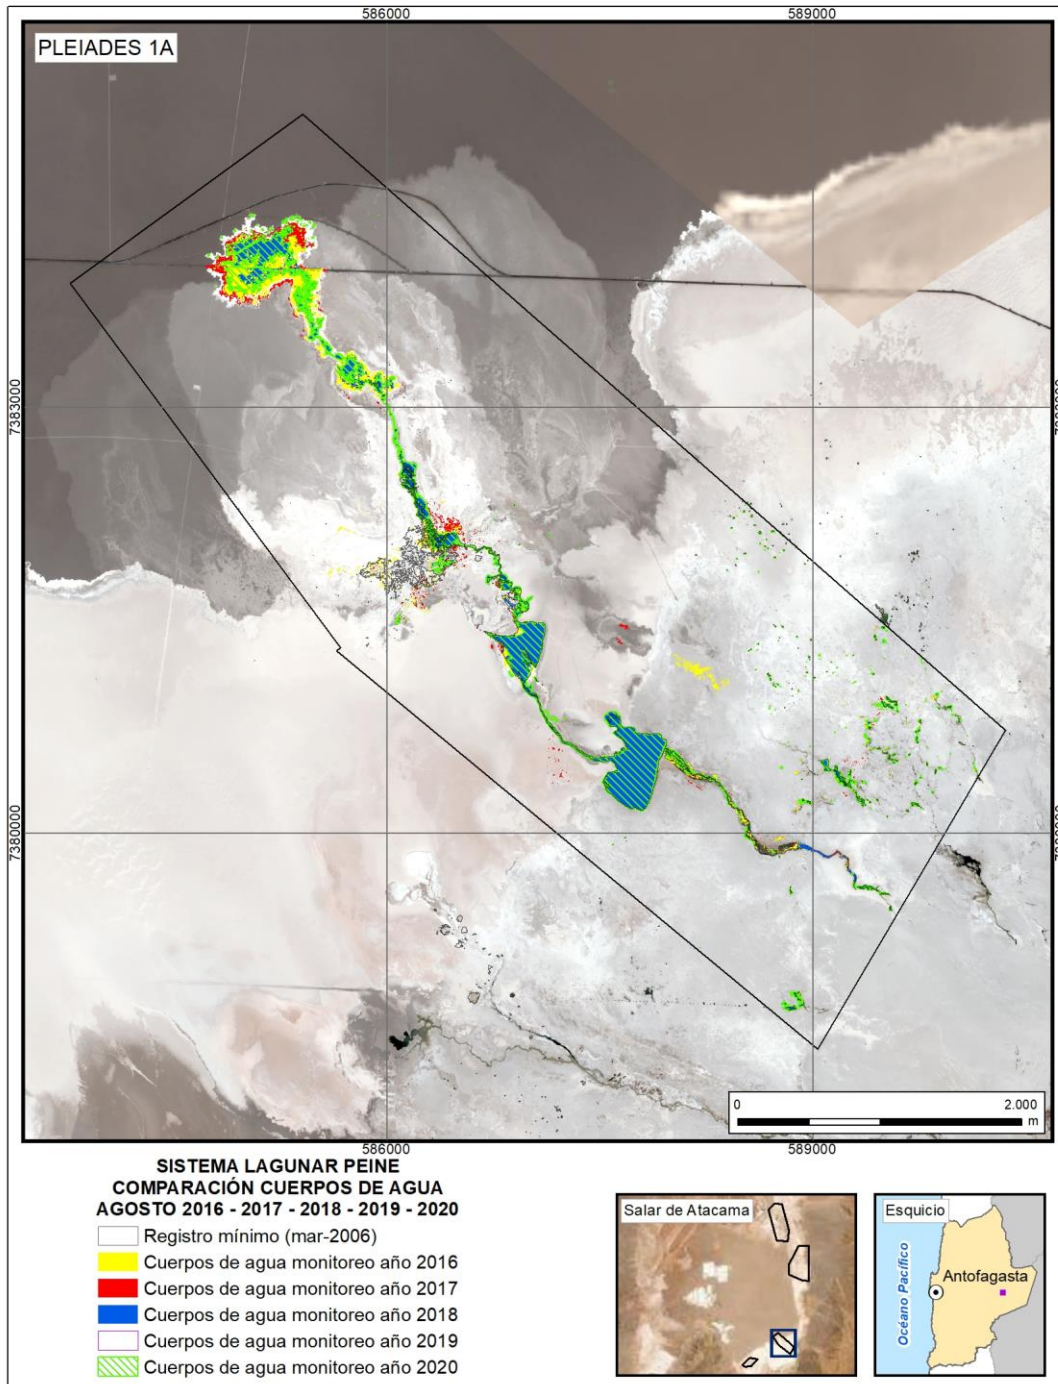 586000
589000
PLEIADES 1A
7383000
7380000
0
2.000
m
586000
589000
SISTEMA LAGUNAR PEINE
COMPARACIÓN CUERPOS DE AGUA
AGOSTO 2016 - 2017 - 2018 - 2019 - 2020
Registro mínimo (mar-2006)
Cuerpos de agua monitoreo año 2016
Cuerpos de agua monitoreo año 2017
Cuerpos de agua monitoreo año 2018
Cuerpos de agua monitoreo año 2019
Cuerpos de agua monitoreo año 2020
Salar de Atacama
Esquicio
Océano Pacífico
Antofagasta